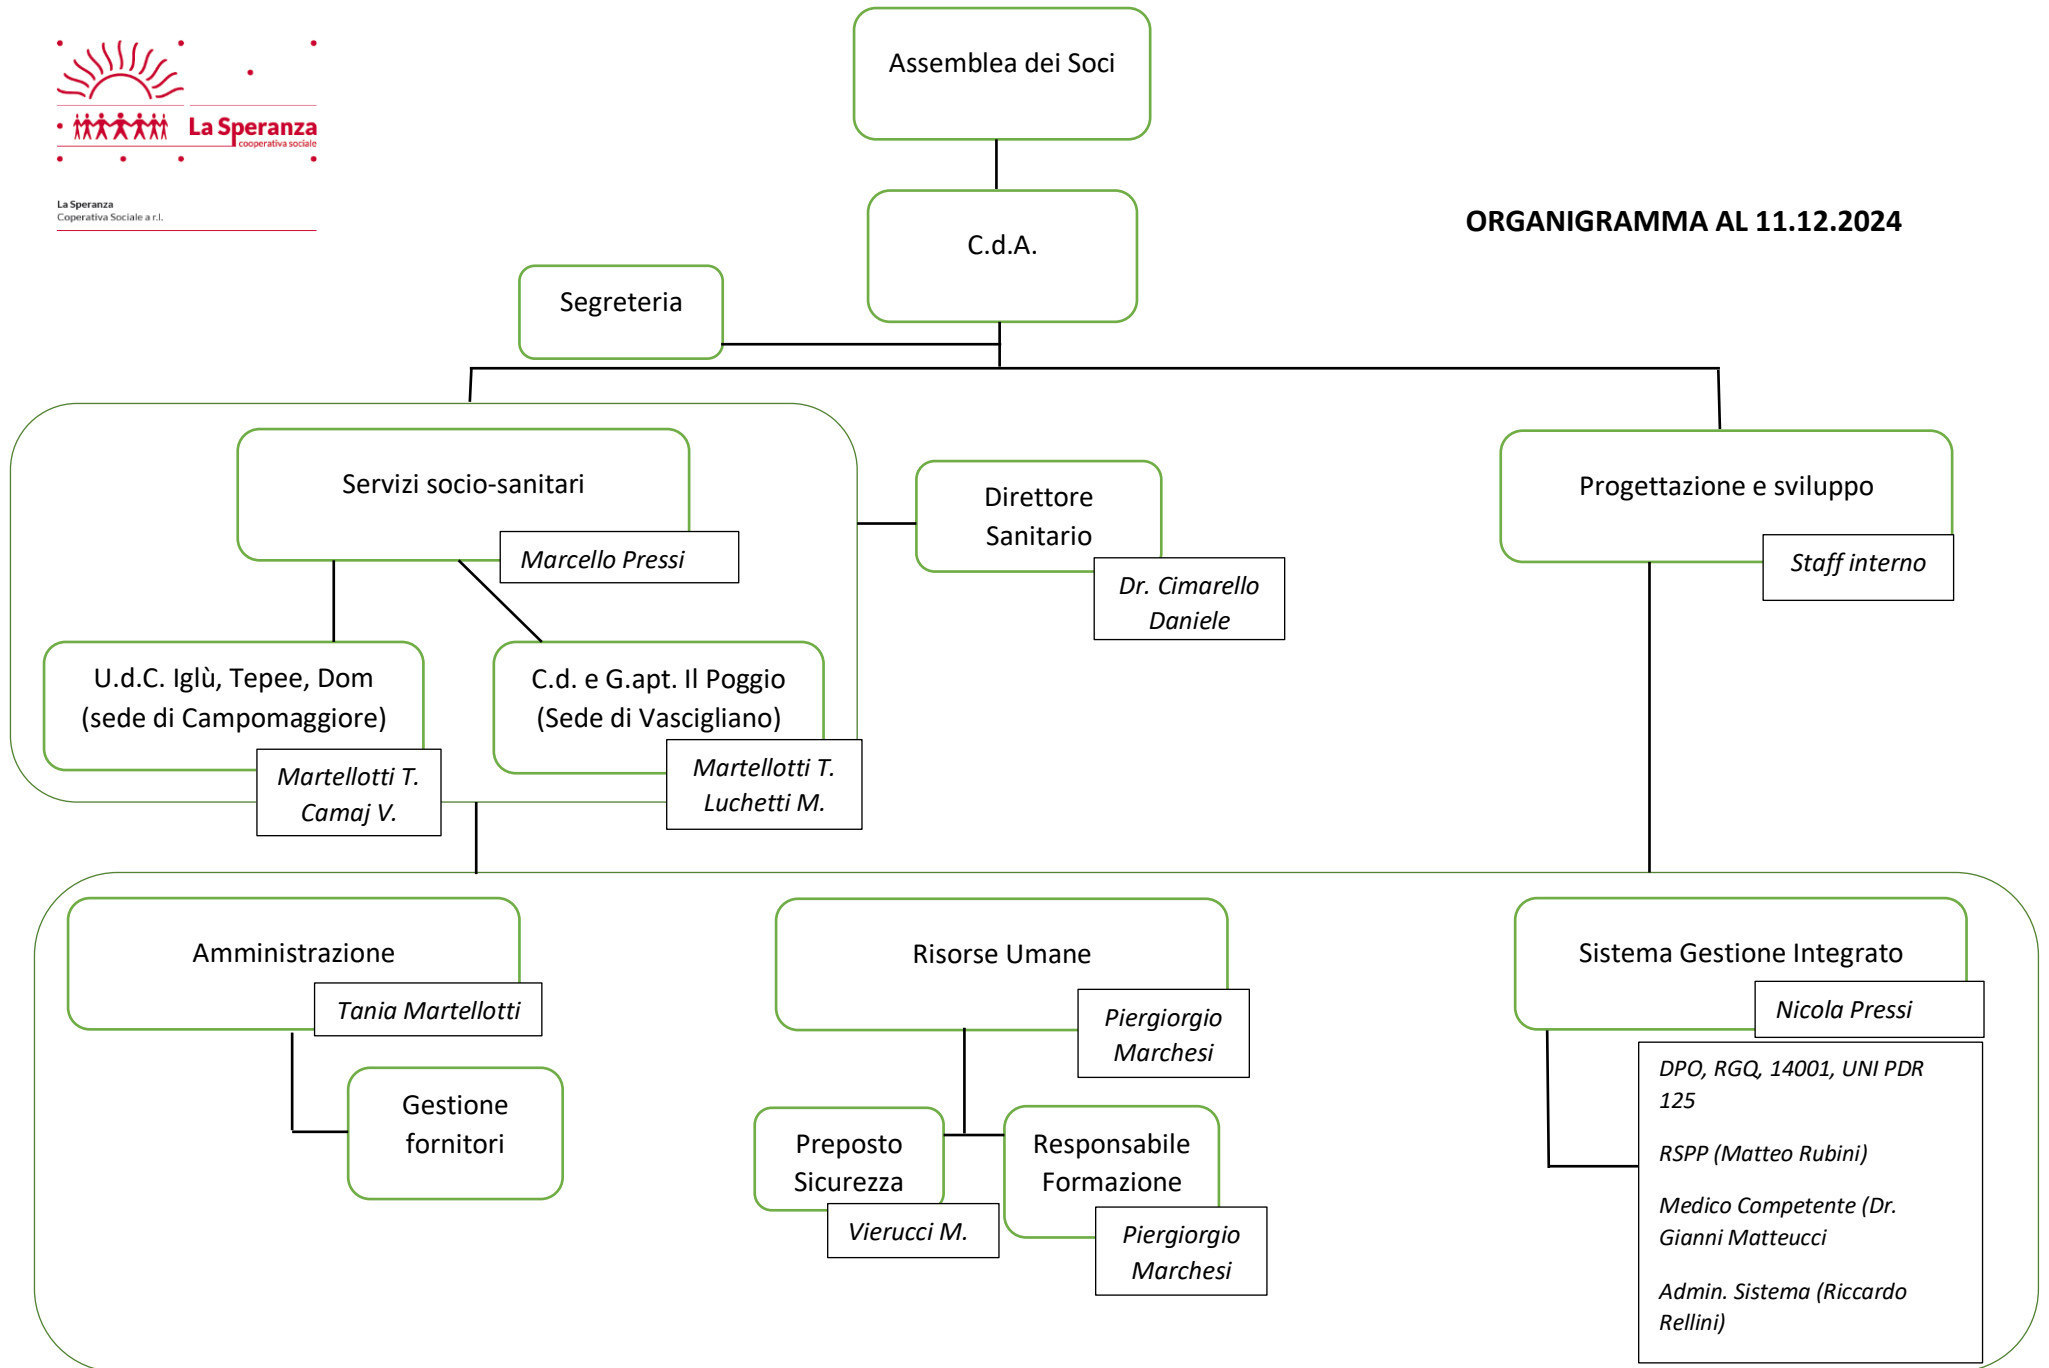 La Speranza
cooperativa sociale
La Speranza
Coperativa Sociale a r.l.
Assemblea dei Soci
C.d.A.
ORGANIGRAMMA AL 11.12.2024
Segreteria
Servizi socio-sanitari
Marcello Pressi
Direttore
Sanitario
Dr. Cimarello
Daniele
Progettazione e sviluppo
Staff interno
U.d.C. Iglù, Tepee, Dom
(sede di Campomaggiore)
Martellotti T.
Camaj V.
C.d. e G.apt. Il Poggio
(Sede di Vascigliano)
Martellotti T.
Luchetti M.
Amministrazione
Tania Martellotti
Gestione
fornitori
Risorse Umane
Piergiorgio
Marchesi
Preposto
Sicurezza
Vierucci M.
Responsabile
Formazione
Piergiorgio
Marchesi
Sistema Gestione Integrato
Nicola Pressi
DPO, RGQ, 14001, UNI PDR
125
RSPP (Matteo Rubini)
Medico Competente (Dr.
Gianni Matteucci
Admin. Sistema (Riccardo
Rellini)